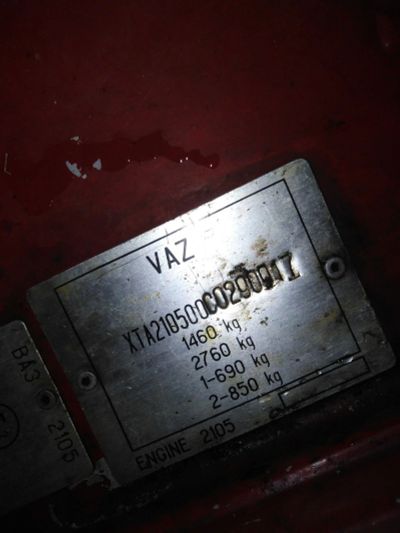 VAZ
1460 kg
2760 kg
1-690 kg
2-850 kg
ENGINE 2105
ВАЗ 2105